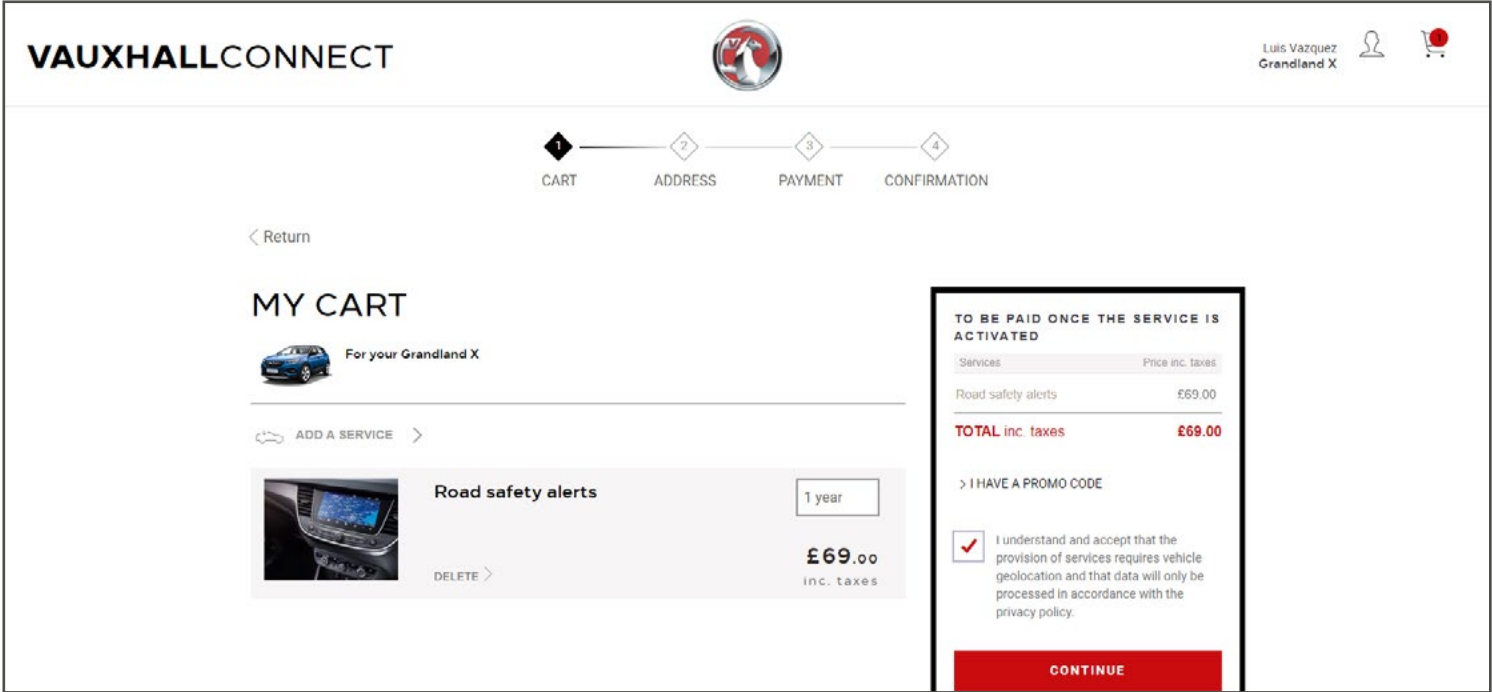 VAUXHALLCONNECT
Luis Vazquez
Grandland X
1
1
2
3
4
CART
ADDRESS
PAYMENT
CONFIRMATION
Return
MY CART
For your Grandland X
ADD A SERVICE
Road safety alerts
1 year
£69.00
inc. taxes
DELETE
TO BE PAID ONCE THE SERVICE IS
ACTIVATED
Services
Price inc. taxes
Road safety alerts
£69.00
TOTAL inc. taxes
£69.00
> I HAVE A PROMO CODE
I understand and accept that the
provision of services requires vehicle
geolocation and that data will only be
processed in accordance with the
privacy policy.
CONTINUE